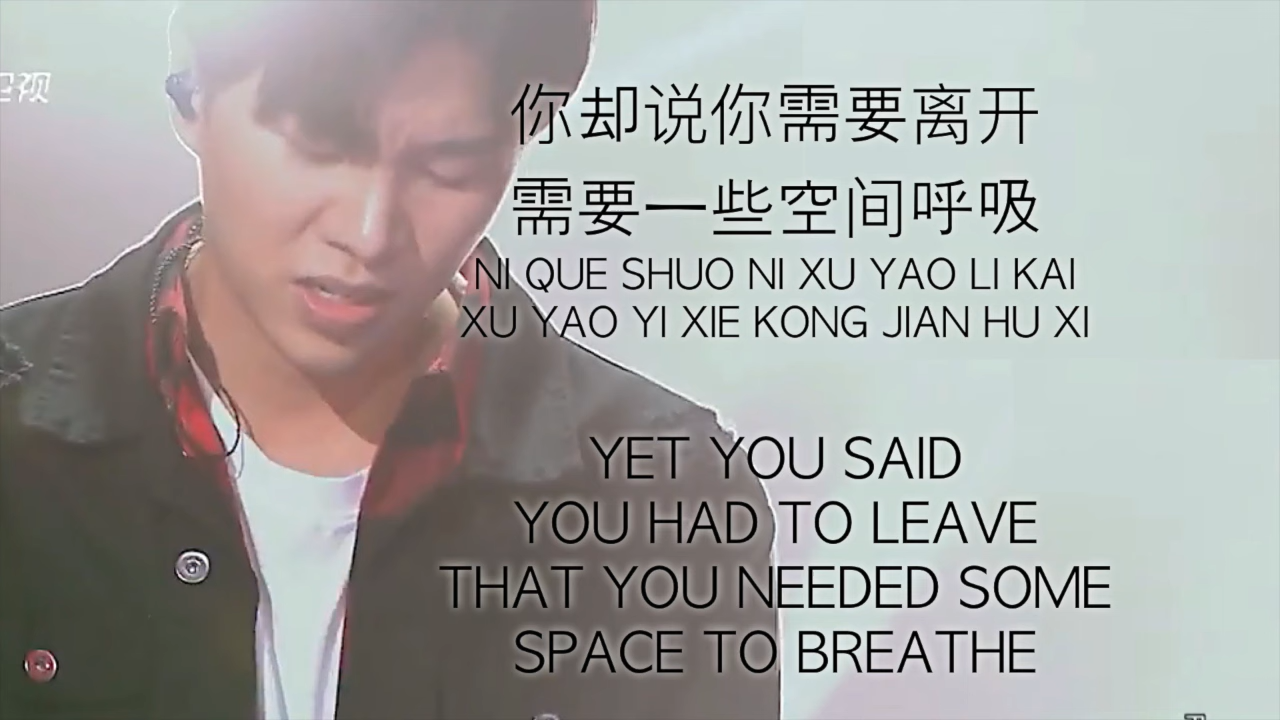 你却说你需要离开
需要一些空间呼吸
NI QUE SHUO NI XU YAO LI KAI
XU YAO YI XIE KONG JIAN HU XI
YET YOU SAID
YOU HAD TO LEAVE
THAT YOU NEEDED SOME
SPACE TO BREATHE